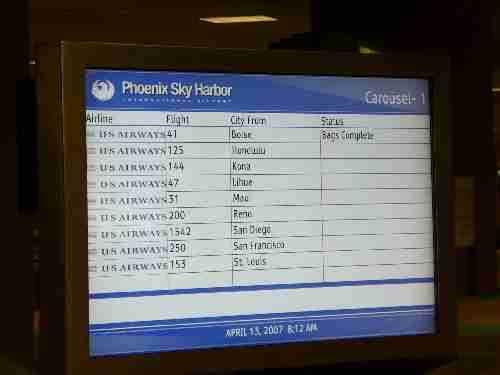 Phoenix Sky Harbor
INTERNATIONAL AIRPORT
Carousel- 1
Airline Flight City From Status
US AIRWAYS 41 Boise Bags Complete
US AIRWAYS 125 Honolulu
US AIRWAYS 144 Kona
US AIRWAYS 47 Lihue
US AIRWAYS 31 Maui
US AIRWAYS 200 Reno
US AIRWAYS 1542 San Diego
US AIRWAYS 250 San Francisco
US AIRWAYS 153 St. Louis
APRIL 13, 2007 8:12 AM